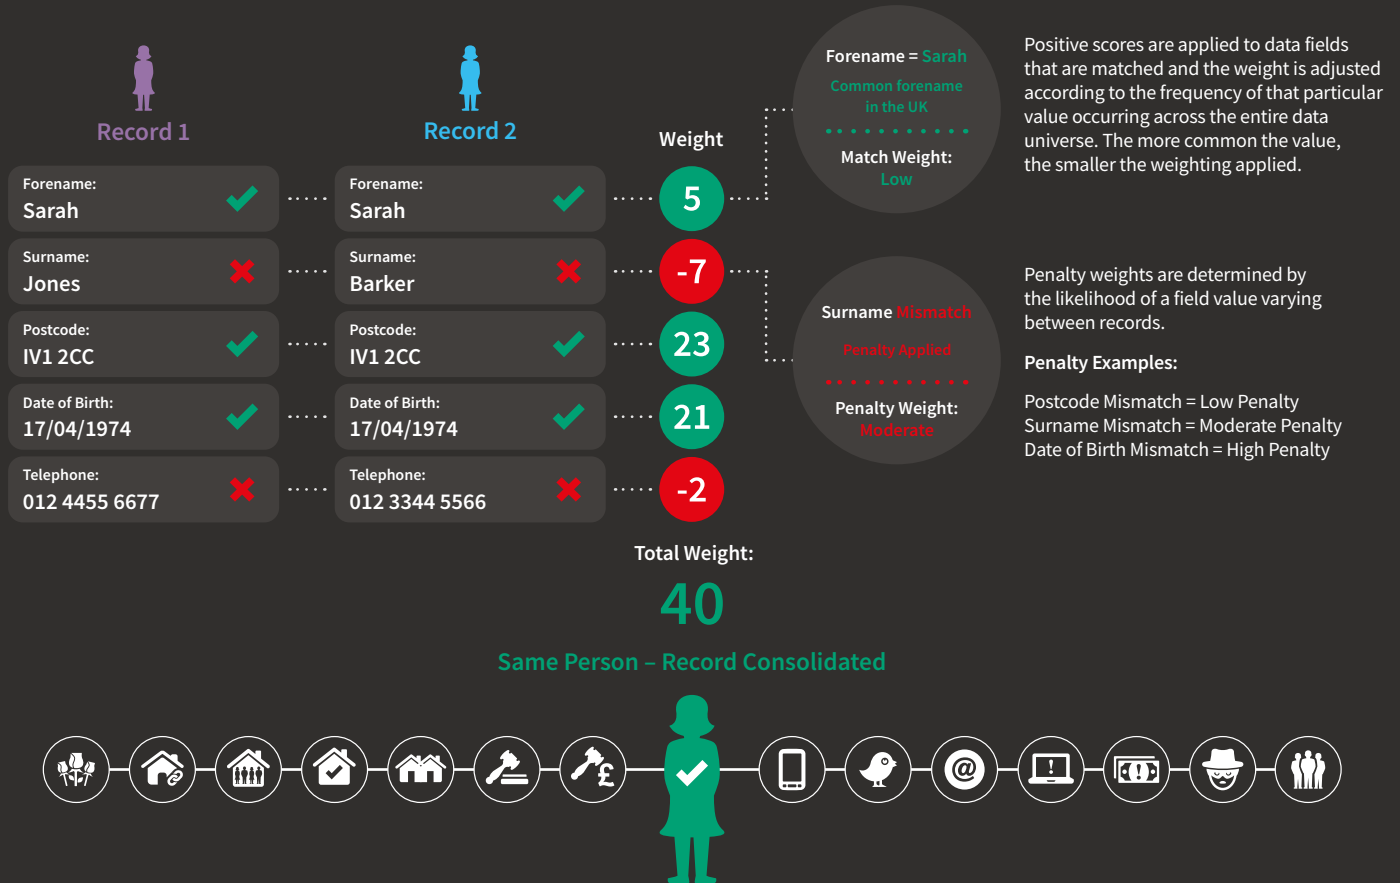 Record 1
Record 2
Weight
Forename:
Sarah
Forename:
Sarah
5
Surname:
Jones
Surname:
Barker
-7
Postcode:
IV1 2CC
Postcode:
IV1 2CC
23
Date of Birth:
17/04/1974
Date of Birth:
17/04/1974
21
Telephone:
012 4455 6677
Telephone:
012 3344 5566
-2
Forename = Sarah
Common forename
in the UK
Match Weight:
Low
Positive scores are applied to data fields
that are matched and the weight is adjusted
according to the frequency of that particular
value occurring across the entire data
universe. The more common the value,
the smaller the weighting applied.
Surname Mismatch
Penalty Applied
Penalty Weight:
Moderate
Penalty weights are determined by
the likelihood of a field value varying
between records.
Penalty Examples:
Postcode Mismatch = Low Penalty
Surname Mismatch = Moderate Penalty
Date of Birth Mismatch = High Penalty
Total Weight:
40
Same Person – Record Consolidated
£
@
!
!